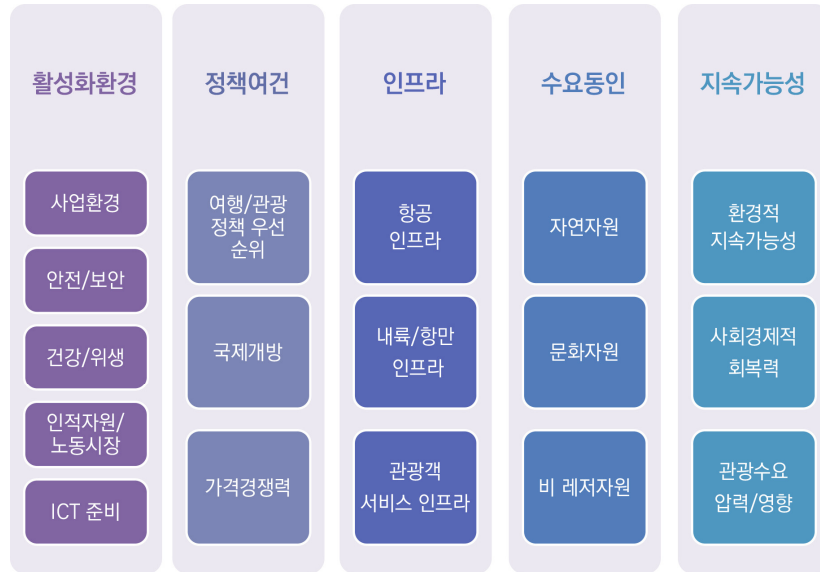 활성화환경
사업환경
안전/보안
건강/위생
인적자원/
노동시장
ICT 준비
정책여건
여행/관광
정책 우선
순위
국제개방
가격경쟁력
인프라
항공
인프라
내륙/항만
인프라
관광객
서비스 인프라
수요동인
자연자원
문화자원
비 레저자원
지속가능성
환경적
지속가능성
사회경제적
회복력
관광수요
압력/영향